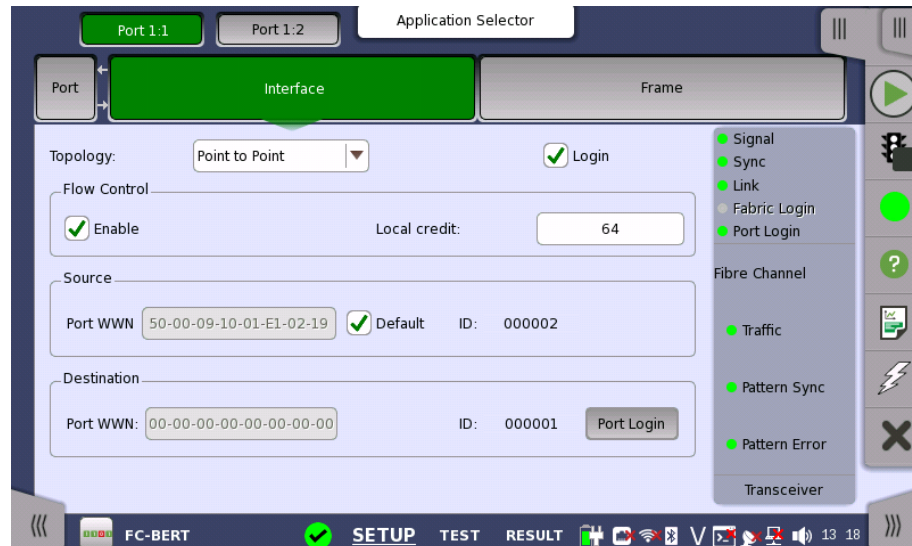 Port 1:1
Port 1:2
Application Selector
Port
Interface
Frame
Topology:
Point to Point
Login
Flow Control
Enable
Local credit:
64
Source
Port WWN
50-00-09-10-01-E1-02-19
Default
ID:
000002
Destination
Port WWN:
00-00-00-00-00-00-00-00
ID:
000001
Port Login
Signal
Sync
Link
Fabric Login
Port Login
Fibre Channel
Traffic
Pattern Sync
Pattern Error
Transceiver
FC-BERT
SETUP
TEST
RESULT
V
13 18